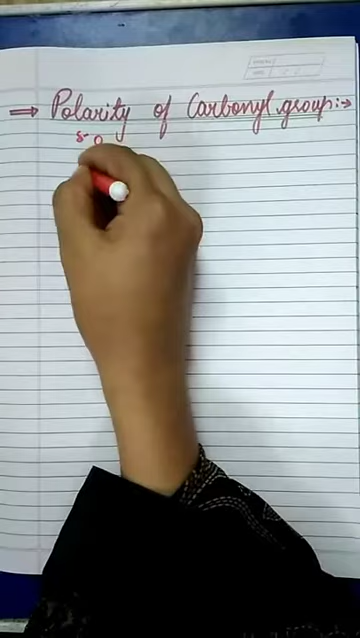 ⇒ Polarity of Carbonyl group:→
δ- O